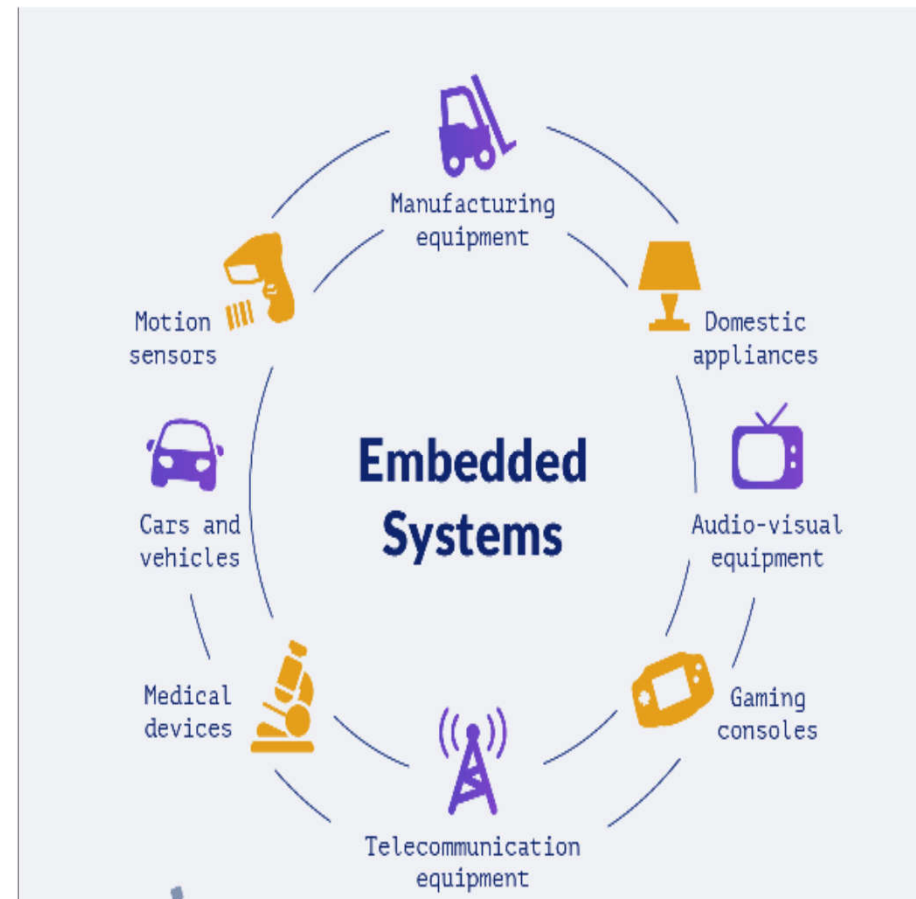 Manufacturing
equipment
Motion
sensors
Domestic
appliances
Embedded
Systems
Cars and
vehicles
Audio-visual
equipment
Medical
devices
Gaming
consoles
Telecommunication
equipment